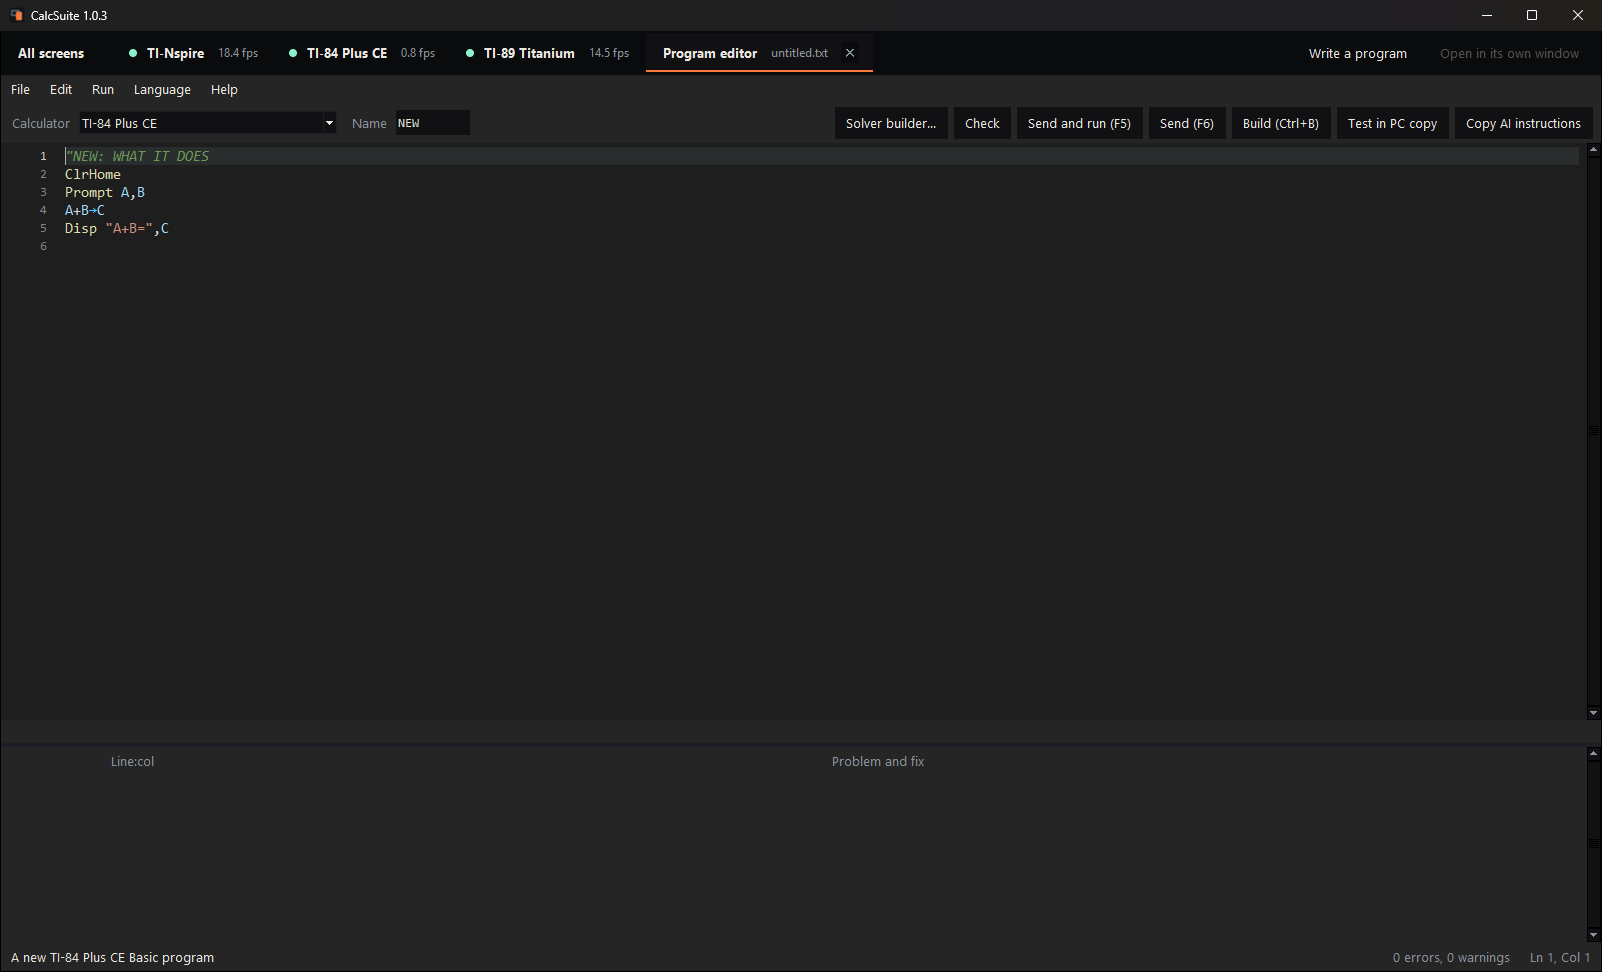 CalcSuite 1.0.3
All screens TI-Nspire 18.4 fps TI-84 Plus CE 0.8 fps TI-89 Titanium 14.5 fps Program editor untitled.txt Write a program Open in its own window
File Edit Run Language Help
Calculator TI-84 Plus CE Name NEW Solver builder... Check Send and run (F5) Send (F6) Build (Ctrl+B) Test in PC copy Copy AI instructions
1 "NEW: WHAT IT DOES
2 ClrHome
3 Prompt A,B
4 A+B→C
5 Disp "A+B=",C
6
Line:col Problem and fix
A new TI-84 Plus CE Basic program 0 errors, 0 warnings Ln 1, Col 1